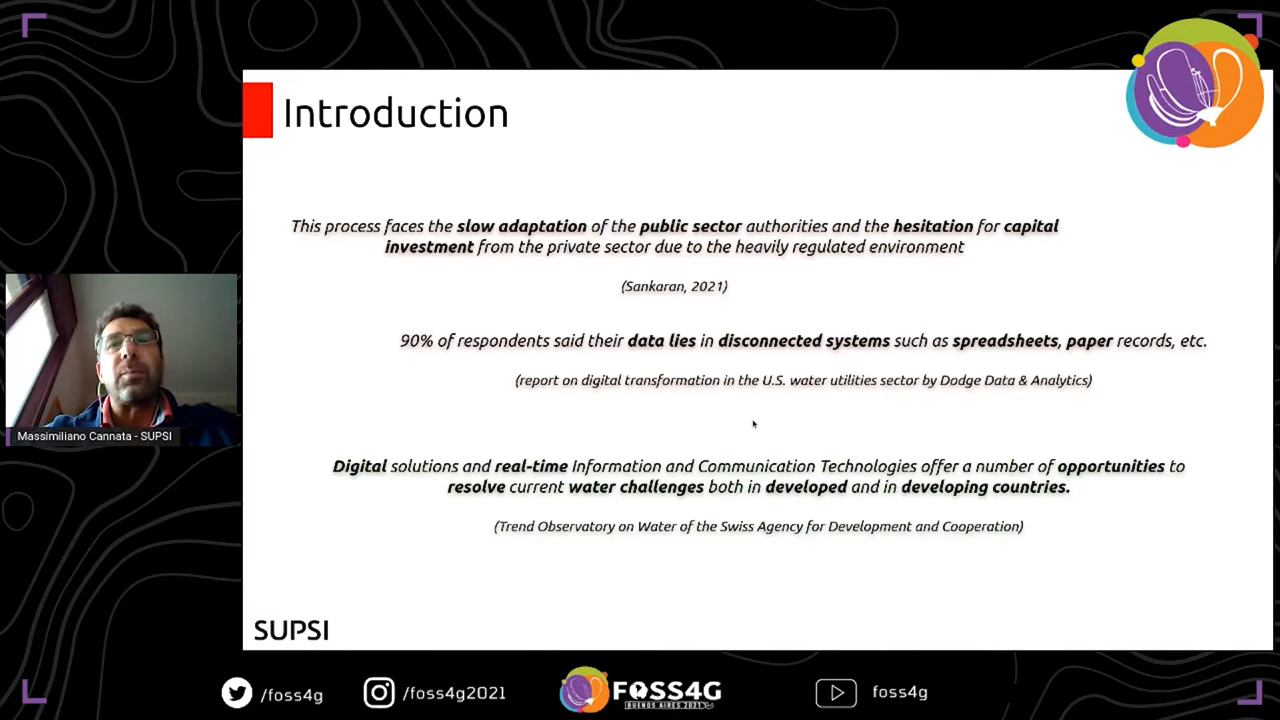 Introduction
This process faces the slow adaptation of the public sector authorities and the hesitation for capital
investment from the private sector due to the heavily regulated environment
(Sankaran, 2021)
90% of respondents said their data lies in disconnected systems such as spreadsheets, paper records, etc.
(report on digital transformation in the U.S. water utilities sector by Dodge Data & Analytics)
Digital solutions and real-time Information and Communication Technologies offer a number of opportunities to
resolve current water challenges both in developed and in developing countries.
(Trend Observatory on Water of the Swiss Agency for Development and Cooperation)
Massimiliano Cannata - SUPSI
SUPSI
/foss4g
/foss4g2021
FOSS4G
BUENOS AIRES 2021
foss4g